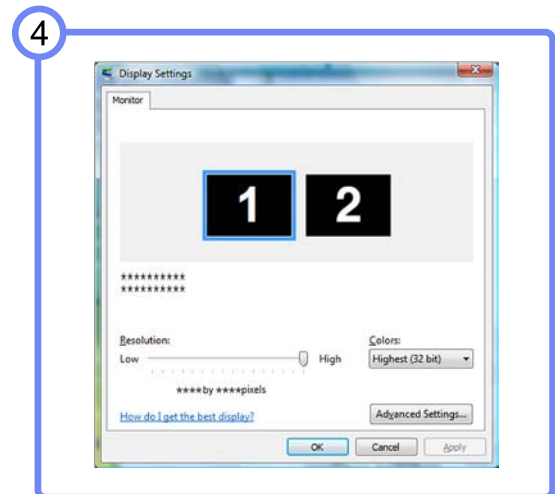 4
Display Settings
Monitor
1 2
**********
**********
Resolution:
Colors:
Low High
Highest (32 bit)
****by ****pixels
How do I get the best display?
Advanced Settings...
OK Cancel Apply